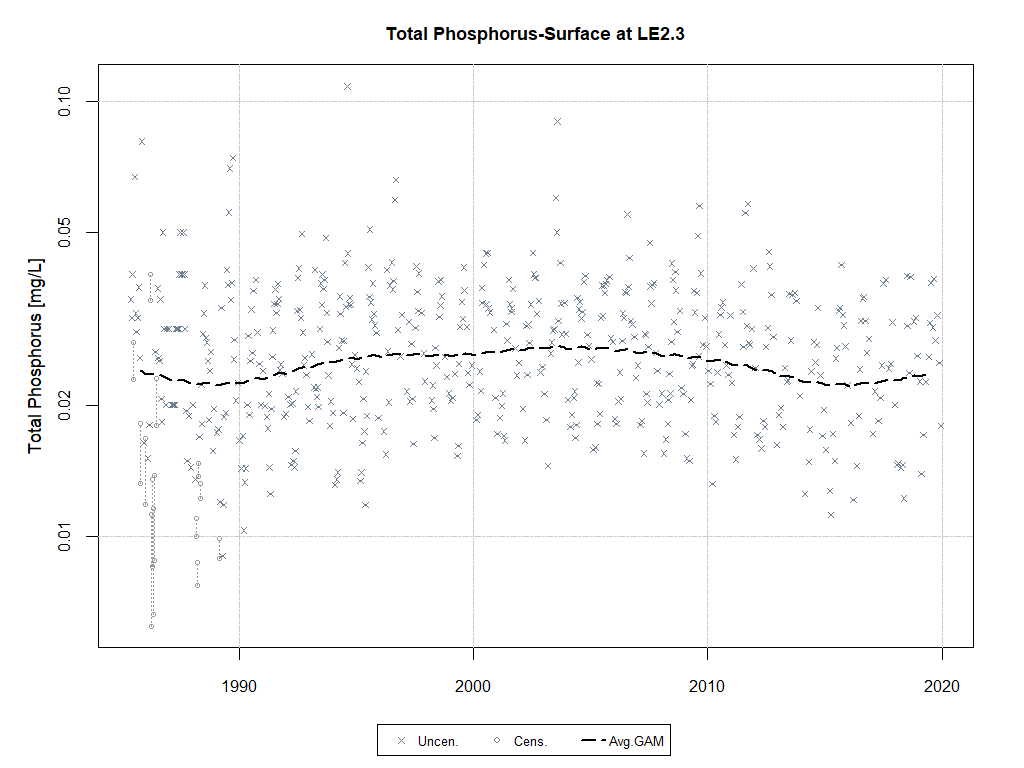 Total Phosphorus-Surface at LE2.3
Total Phosphorus [mg/L]
0.10
0.05
0.02
0.01
1990 2000 2010 2020
Uncen. Cens. Avg.GAM